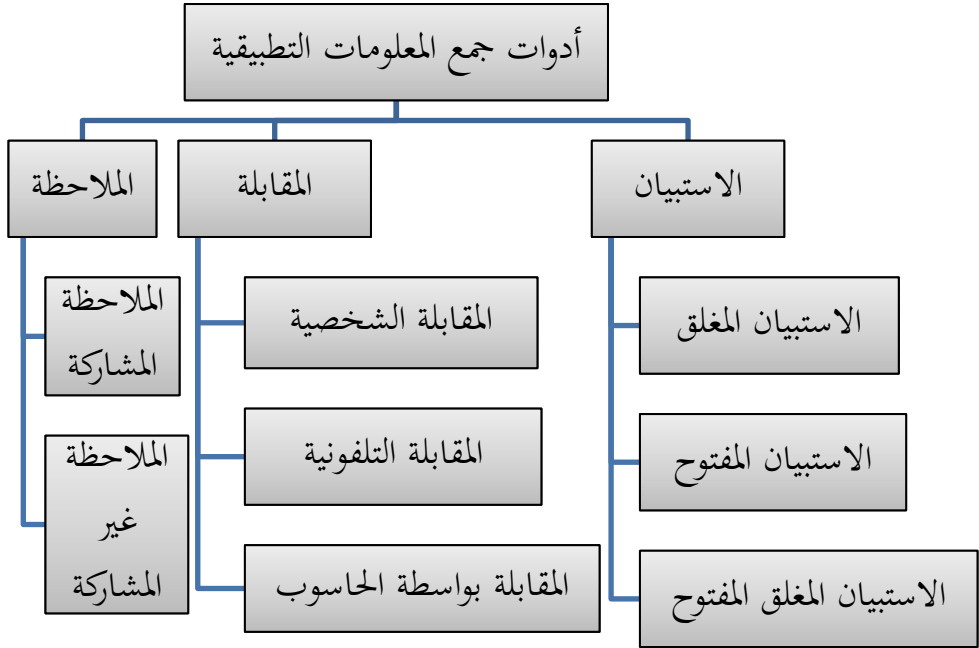 أدوات جمع المعلومات التطبيقية
الاستبيان
المقابلة
الملاحظة
الاستبيان المغلق
الاستبيان المفتوح
الاستبيان المغلق المفتوح
المقابلة الشخصية
المقابلة التلفونية
المقابلة بواسطة الحاسوب
الملاحظة
المشاركة
الملاحظة
غير
المشاركة